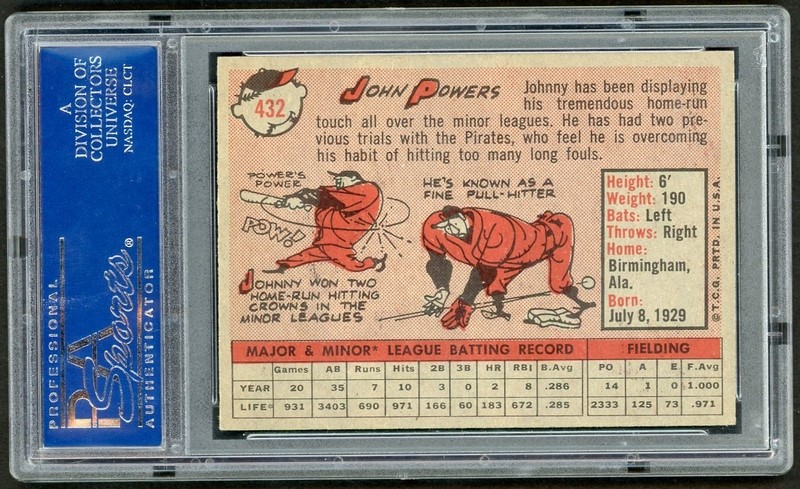 A
DIVISION OF
COLLECTORS
UNIVERSE
NASDAQ: CLCT
PROFESSIONAL
PSA
Sports®
AUTHENTICATOR
432
JOHN POWERS
Johnny has been displaying
his tremendous home-run
touch all over the minor leagues. He has had two pre-
vious trials with the Pirates, who feel he is overcoming
his habit of hitting too many long fouls.
POWER'S
POWER
POW!
JOHNNY WON TWO
HOME-RUN HITTING
CROWNS IN THE
MINOR LEAGUES
HE'S KNOWN AS A
FINE PULL-HITTER
Height: 6'
Weight: 190
Bats: Left
Throws: Right
Home:
Birmingham,
Ala.
Born:
July 8, 1929
© T.C.G. PRTD. IN U.S.A.
MAJOR & MINOR* LEAGUE BATTING RECORD FIELDING
Games AB Runs Hits 2B 3B HR RBI B.Avg PO A E F.Avg
YEAR 20 35 7 10 3 0 2 8 .286 14 1 0 1.000
LIFE* 931 3403 690 971 166 60 183 672 .285 2333 125 73 .971